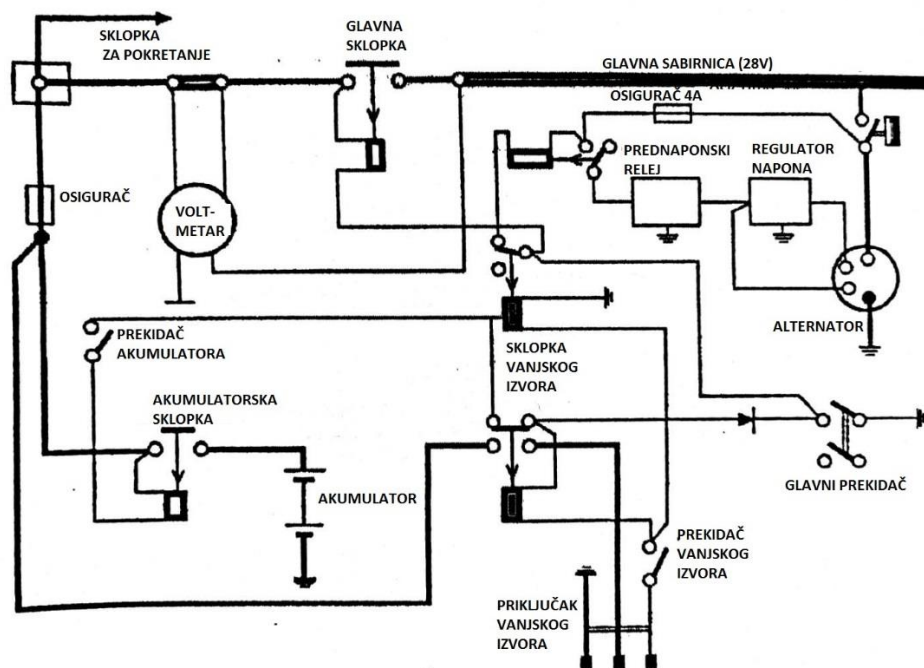 SKLOPKA
ZA POKRETANJE
GLAVNA
SKLOPKA
GLAVNA SABIRNICA (28V)
OSIGURAČ 4A
PREDNAPONSKI
RELEJ
REGULATOR
NAPONA
OSIGURAČ
VOLT-
METAR
ALTERNATOR
PREKIDAČ
AKUMULATORA
SKLOPKA
VANJSKOG
IZVORA
AKUMULATORSKA
SKLOPKA
AKUMULATOR
GLAVNI PREKIDAČ
PREKIDAČ
VANJSKOG
IZVORA
PRIKLJUČAK
VANJSKOG
IZVORA